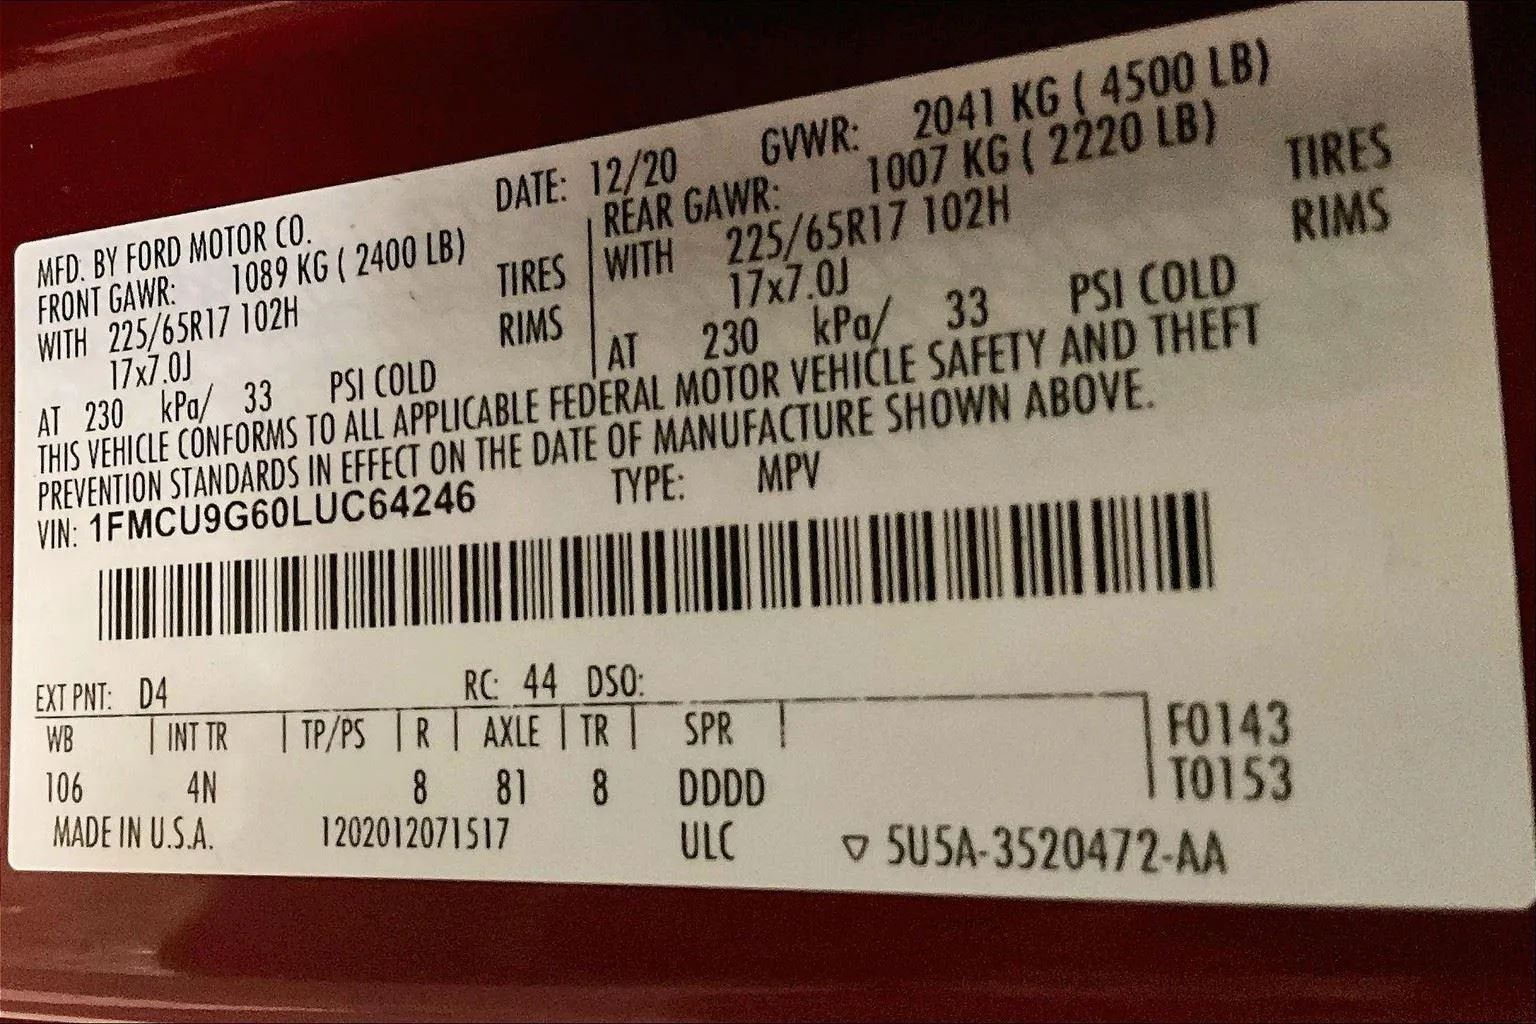 MFD. BY FORD MOTOR CO. DATE: 12/20 GVWR: 2041 KG ( 4500 LB)
FRONT GAWR: 1089 KG ( 2400 LB) REAR GAWR: 1007 KG ( 2220 LB)
WITH 225/65R17 102H TIRES WITH 225/65R17 102H TIRES
17x7.0J RIMS 17x7.0J RIMS
AT 230 kPa/ 33 PSI COLD AT 230 kPa/ 33 PSI COLD
THIS VEHICLE CONFORMS TO ALL APPLICABLE FEDERAL MOTOR VEHICLE SAFETY AND THEFT
PREVENTION STANDARDS IN EFFECT ON THE DATE OF MANUFACTURE SHOWN ABOVE.
VIN: 1FMCU9G60LUC64246 TYPE: MPV
EXT PNT: D4 RC: 44 DSO:
WB INT TR TP/PS R AXLE TR SPR F0143
106 4N 8 81 8 DDDD T0153
MADE IN U.S.A. 1202012071517 ULC ▽ 5U5A-3520472-AA